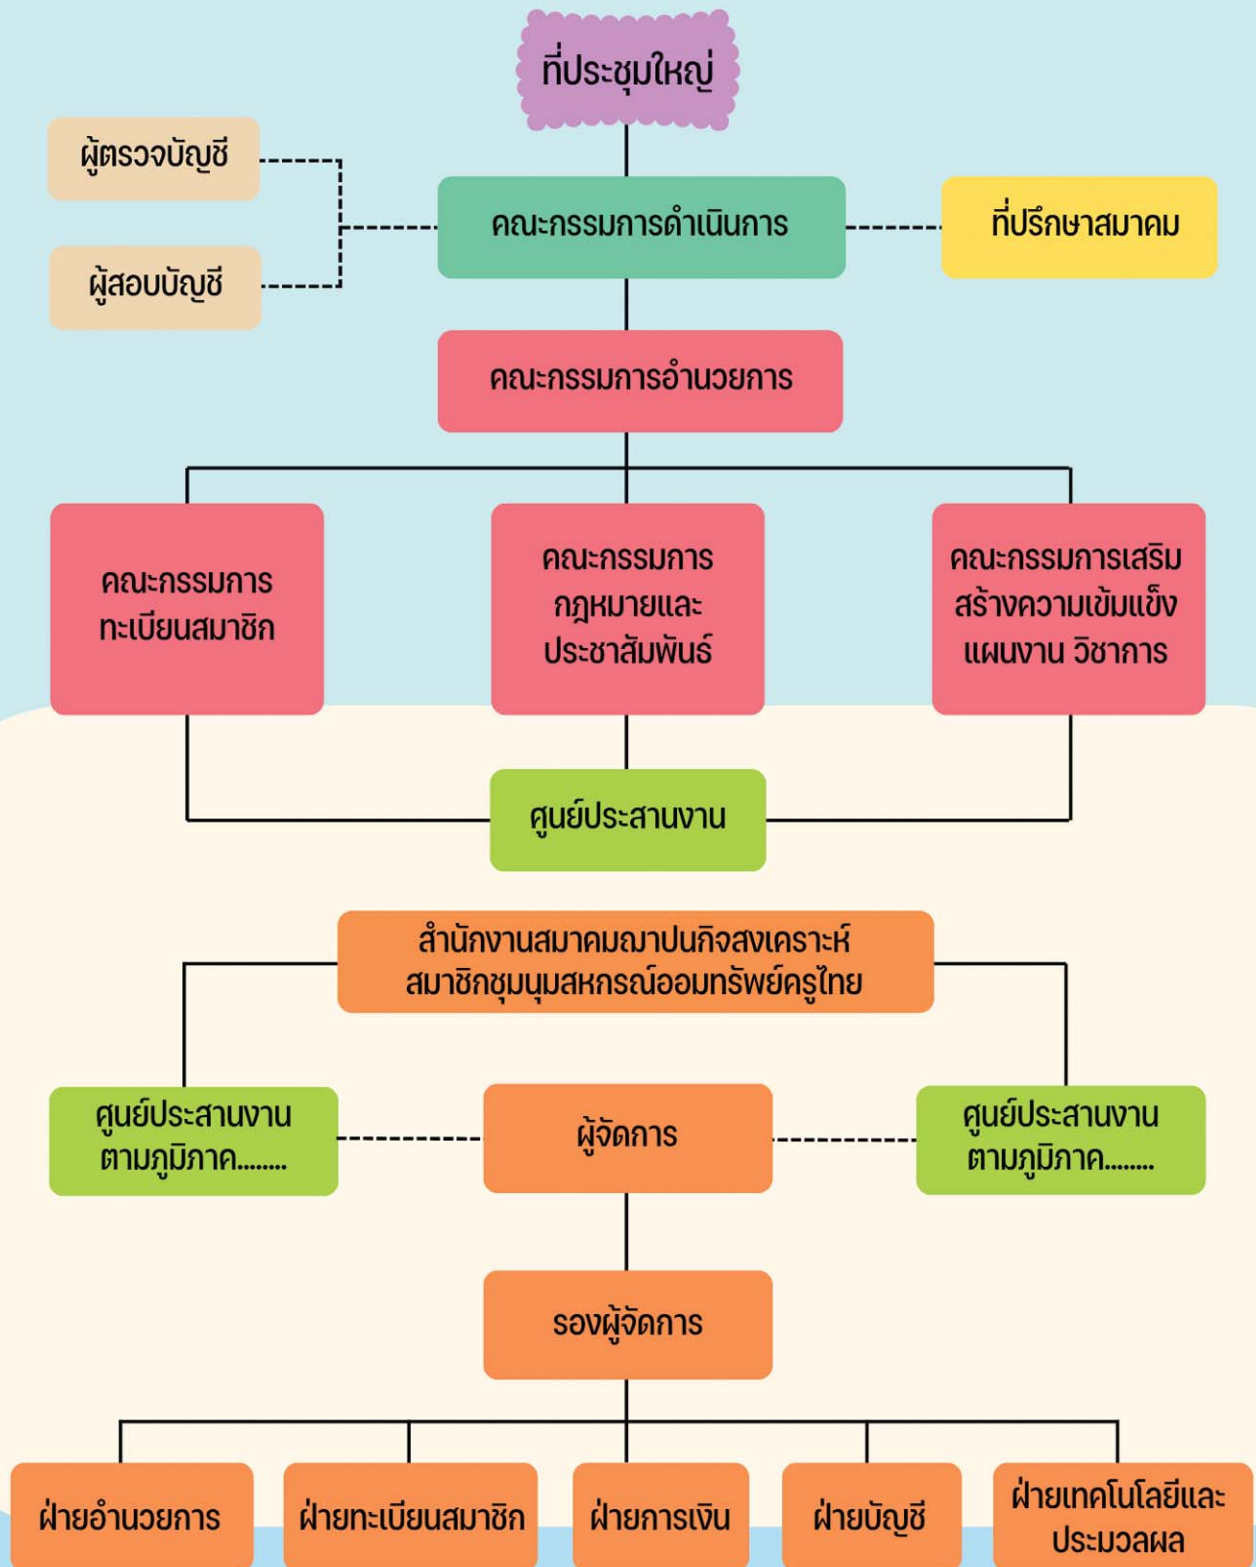 ที่ประชุมใหญ่
ผู้ตรวจบัญชี
คณะกรรมการดำเนินการ
ที่ปรึกษาสมาคม
ผู้สอบบัญชี
คณะกรรมการอำนวยการ
คณะกรรมการ
ทะเบียนสมาชิก
คณะกรรมการ
กฎหมายและ
ประชาสัมพันธ์
คณะกรรมการเสริม
สร้างความเข้มแข็ง
แผนงาน วิชาการ
ศูนย์ประสานงาน
สำนักงานสมาคมฌาปนกิจสงเคราะห์
สมาชิกชุมนุมสหกรณ์ออมทรัพย์ครูไทย
ศูนย์ประสานงาน
ตามภูมิภาค........
ผู้จัดการ
ศูนย์ประสานงาน
ตามภูมิภาค........
รองผู้จัดการ
ฝ่ายอำนวยการ
ฝ่ายทะเบียนสมาชิก
ฝ่ายการเงิน
ฝ่ายบัญชี
ฝ่ายเทคโนโลยีและ
ประมวลผล